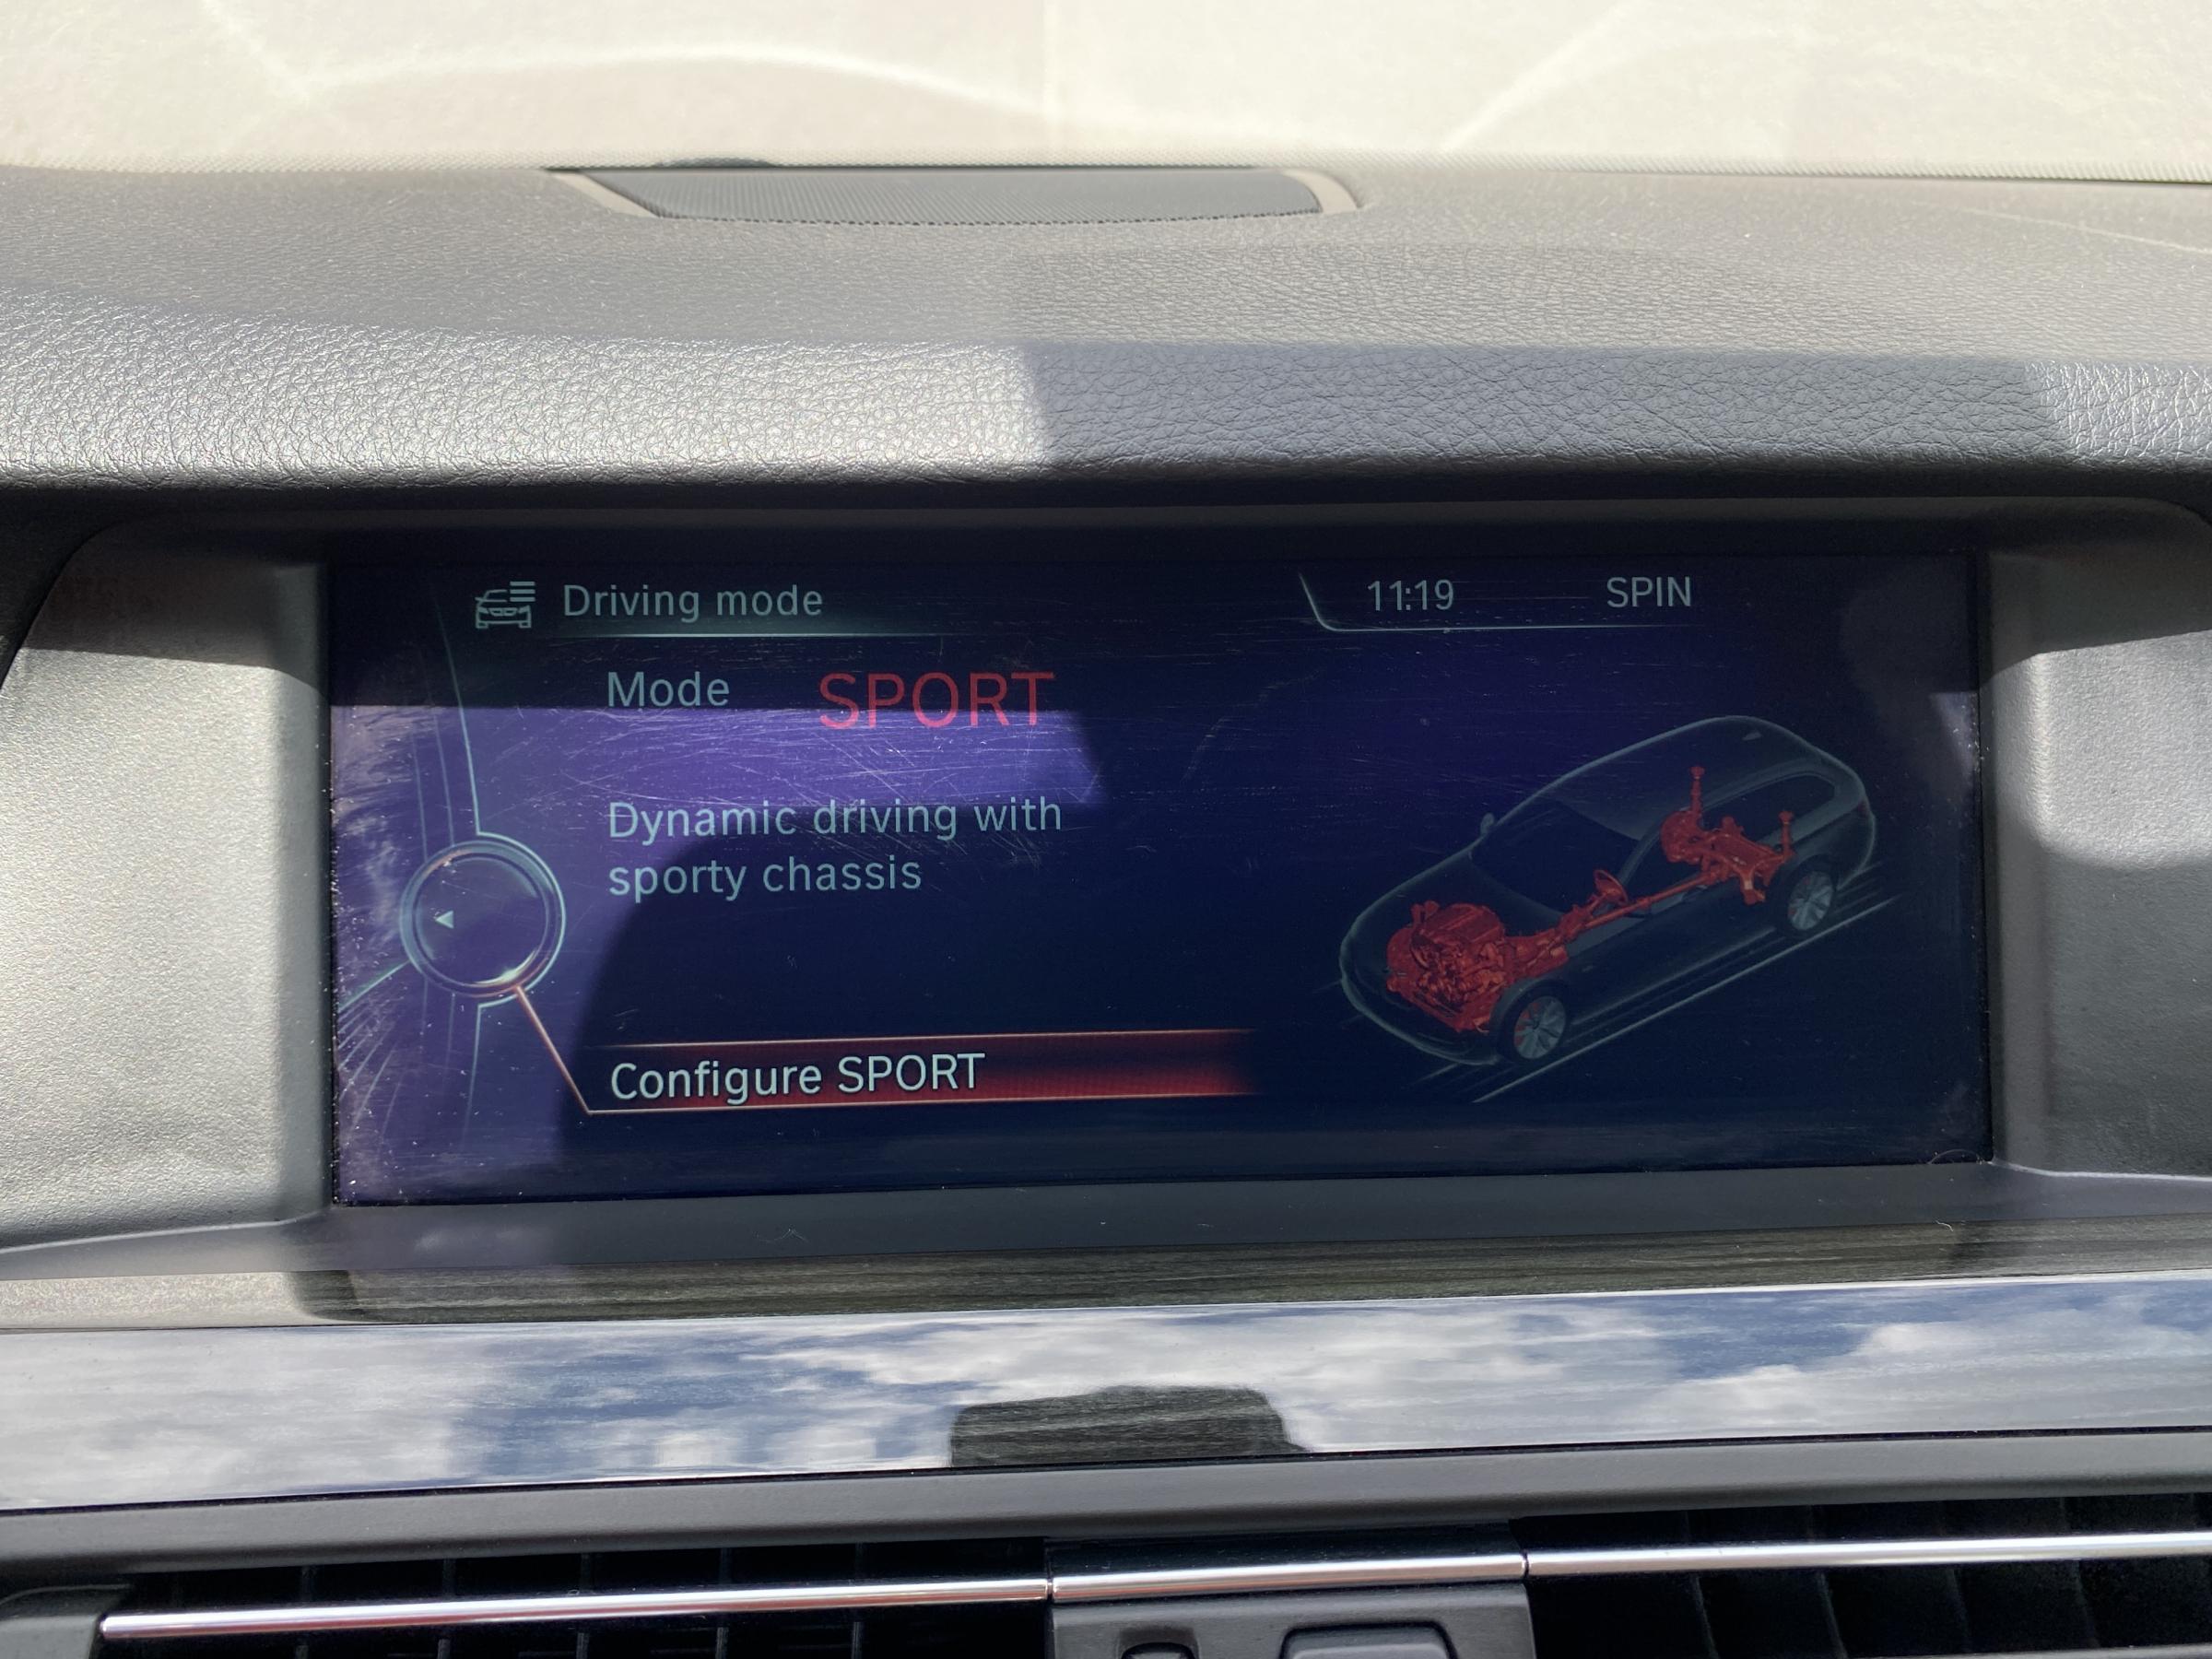 Driving mode
11:19 SPIN
Mode SPORT
Dynamic driving with
sporty chassis
Configure SPORT